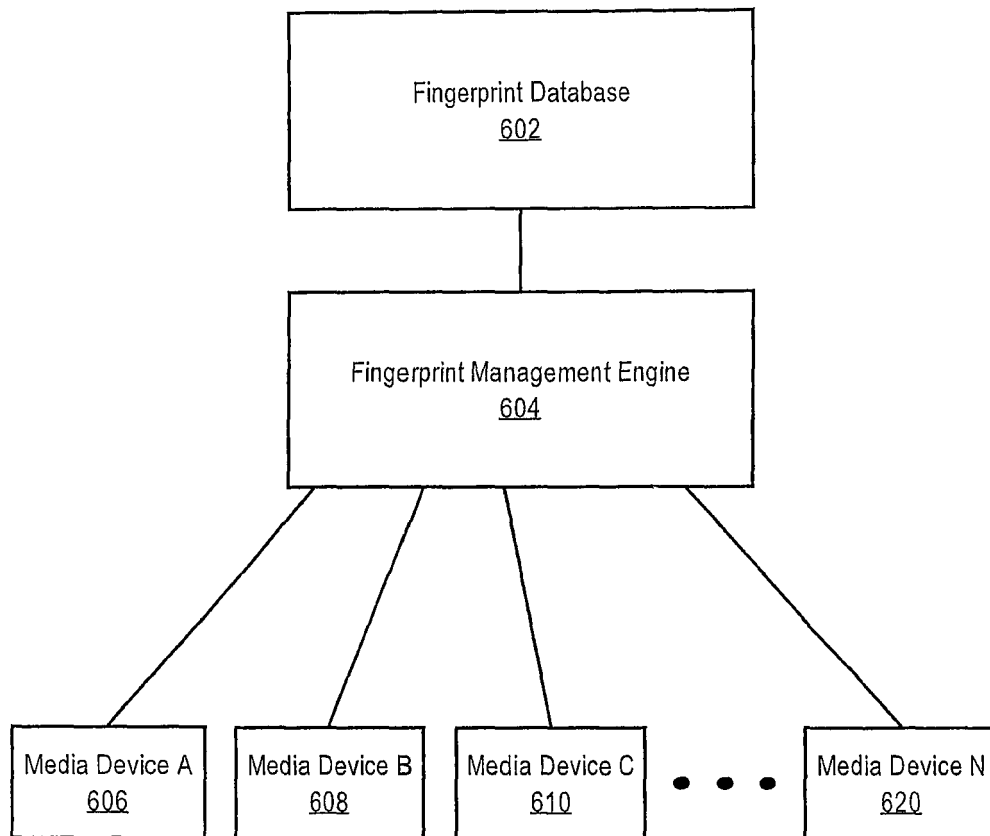 Fingerprint Database
602
Fingerprint Management Engine
604
Media Device A
606
Media Device B
608
Media Device C
610
Media Device N
620